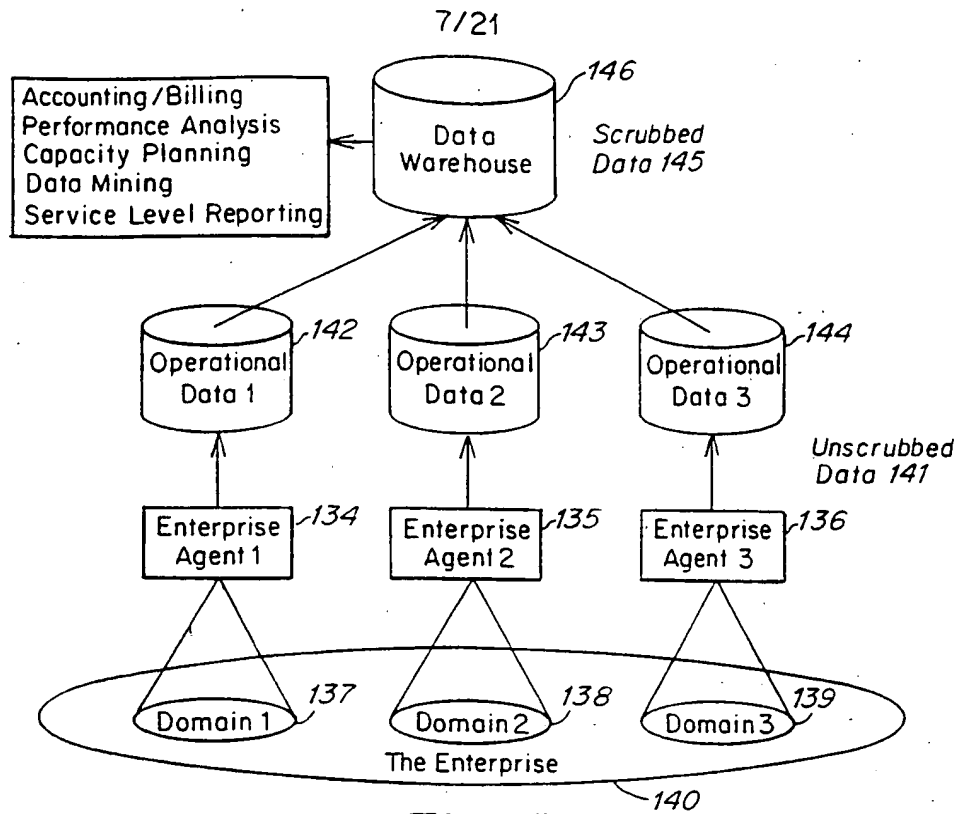 7/21
146
Accounting/Billing
Performance Analysis
Capacity Planning
Data Mining
Service Level Reporting
Data
Warehouse
Scrubbed
Data 145
142
143
144
Operational
Data 1
Operational
Data 2
Operational
Data 3
Unscrubbed
Data 141
134
135
136
Enterprise
Agent 1
Enterprise
Agent 2
Enterprise
Agent 3
137
138
139
Domain 1
Domain 2
Domain 3
The Enterprise
140